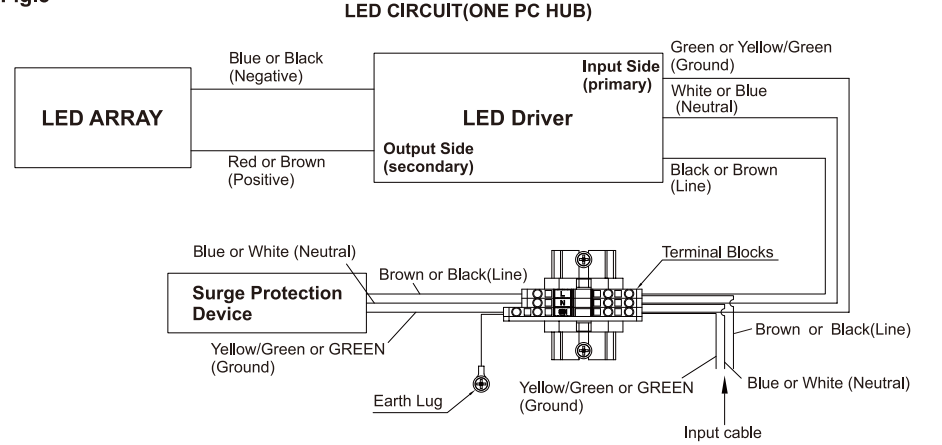 LED CIRCUIT(ONE PC HUB)
Blue or Black
(Negative)
Green or Yellow/Green
(Ground)
Input Side
(primary)
White or Blue
(Neutral)
LED ARRAY
LED Driver
Output Side
(secondary)
Red or Brown
(Positive)
Black or Brown
(Line)
Blue or White (Neutral)
Terminal Blocks
Brown or Black(Line)
Surge Protection
Device
L
N
Brown or Black(Line)
Yellow/Green or GREEN
(Ground)
Yellow/Green or GREEN
(Ground)
Blue or White (Neutral)
Earth Lug
Input cable